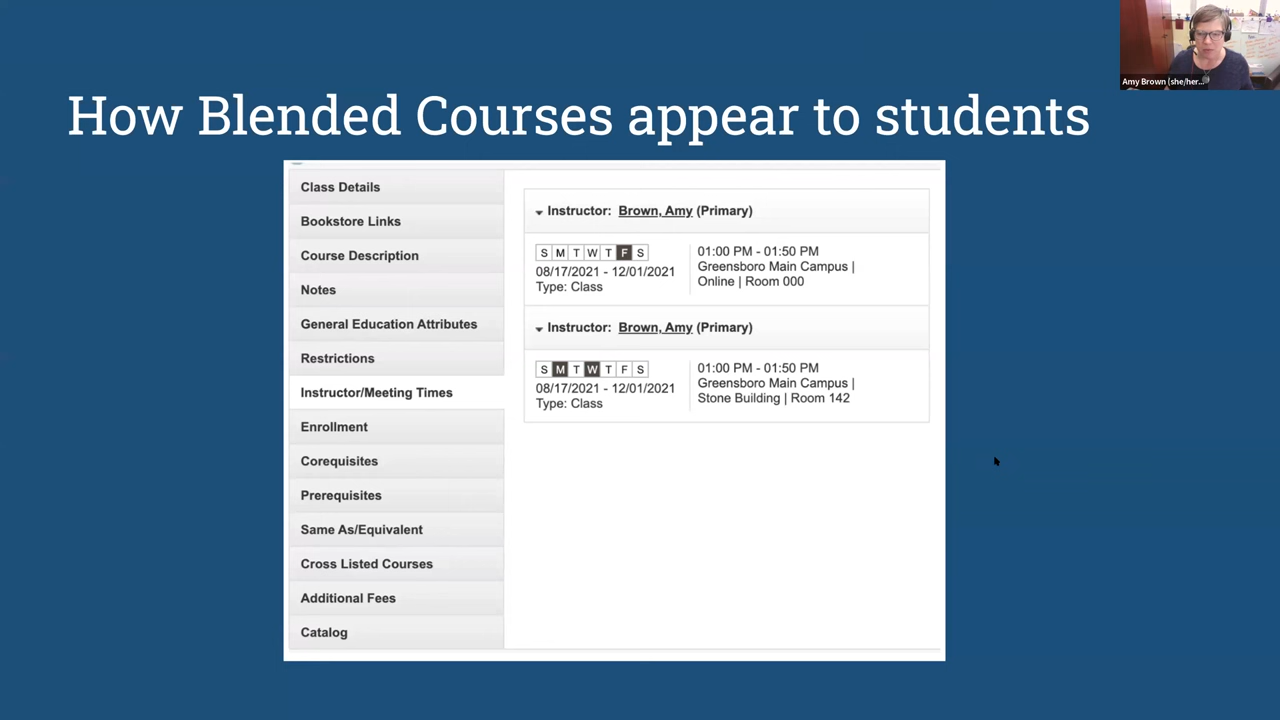 Amy Brown (she/her...
How Blended Courses appear to students
Class Details
Bookstore Links
Course Description
Notes
General Education Attributes
Restrictions
Instructor/Meeting Times
Enrollment
Corequisites
Prerequisites
Same As/Equivalent
Cross Listed Courses
Additional Fees
Catalog
Instructor: Brown, Amy (Primary)
S M T W T F S
08/17/2021 - 12/01/2021
Type: Class
01:00 PM - 01:50 PM
Greensboro Main Campus |
Online | Room 000
Instructor: Brown, Amy (Primary)
S M T W T F S
08/17/2021 - 12/01/2021
Type: Class
01:00 PM - 01:50 PM
Greensboro Main Campus |
Stone Building | Room 142